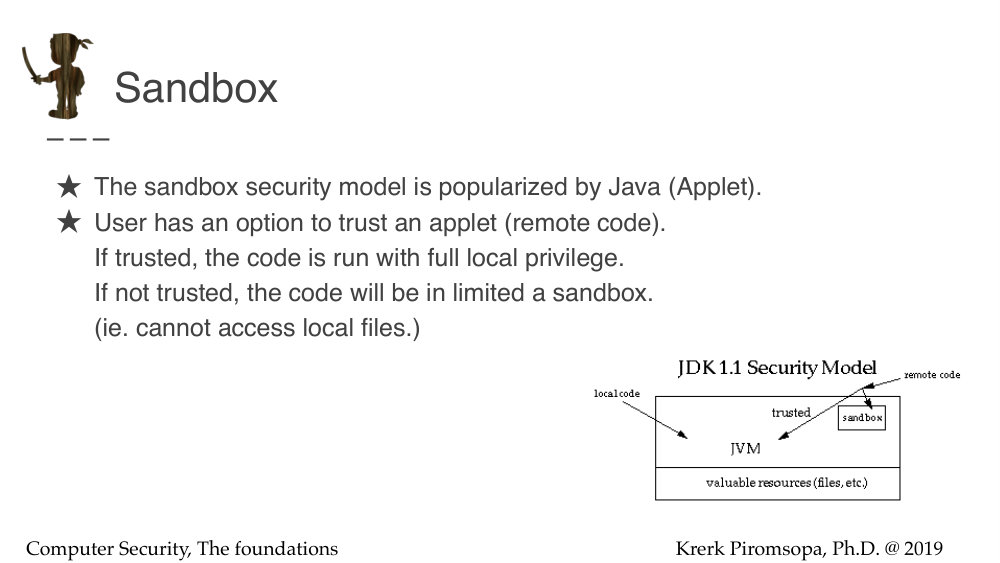 Sandbox
★ The sandbox security model is popularized by Java (Applet).
★ User has an option to trust an applet (remote code).
If trusted, the code is run with full local privilege.
If not trusted, the code will be in limited a sandbox.
(ie. cannot access local files.)
JDK 1.1 Security Model
remote code
local code
trusted
sandbox
JVM
valuable resources (files, etc.)
Computer Security, The foundations
Krerk Piromsopa, Ph.D. @ 2019